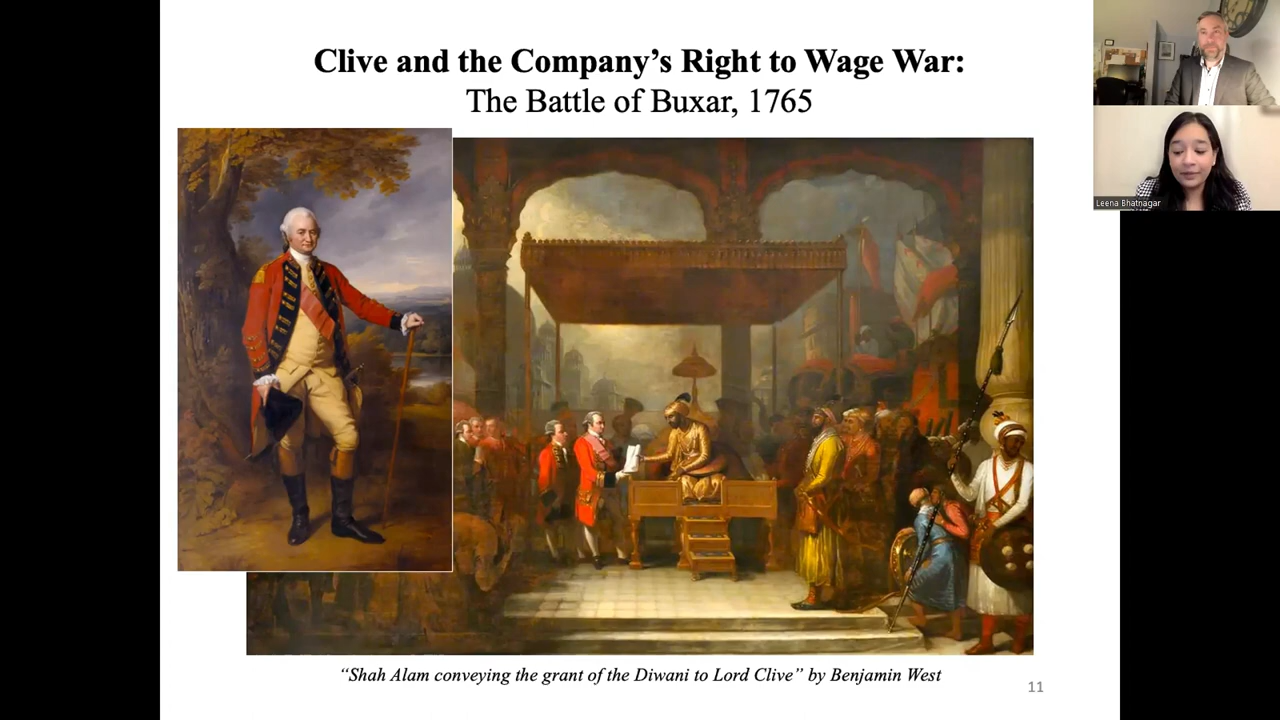 Clive and the Company’s Right to Wage War:
The Battle of Buxar, 1765
“Shah Alam conveying the grant of the Diwani to Lord Clive” by Benjamin West
11
Leena Bhatnagar